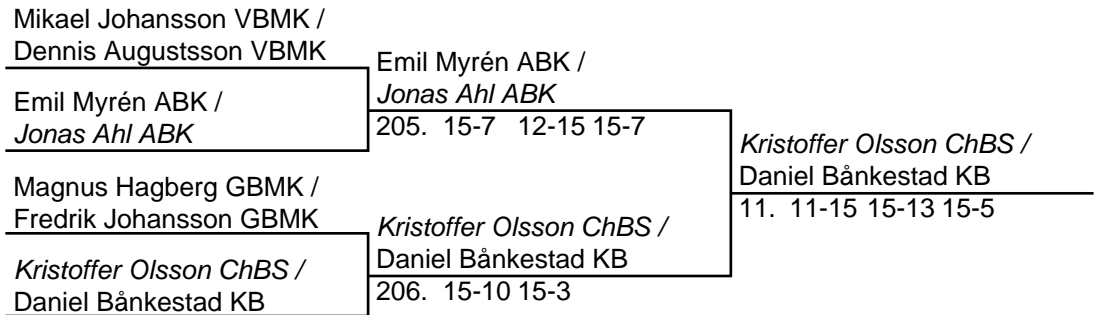 Mikael Johansson VBMK /
Dennis Augustsson VBMK
Emil Myrén ABK /
Jonas Ahl ABK
Magnus Hagberg GBMK /
Fredrik Johansson GBMK
Kristoffer Olsson ChBS /
Daniel Bånkestad KB
Emil Myrén ABK /
Jonas Ahl ABK
205. 15-7 12-15 15-7
Kristoffer Olsson ChBS /
Daniel Bånkestad KB
206. 15-10 15-3
Kristoffer Olsson ChBS /
Daniel Bånkestad KB
11. 11-15 15-13 15-5